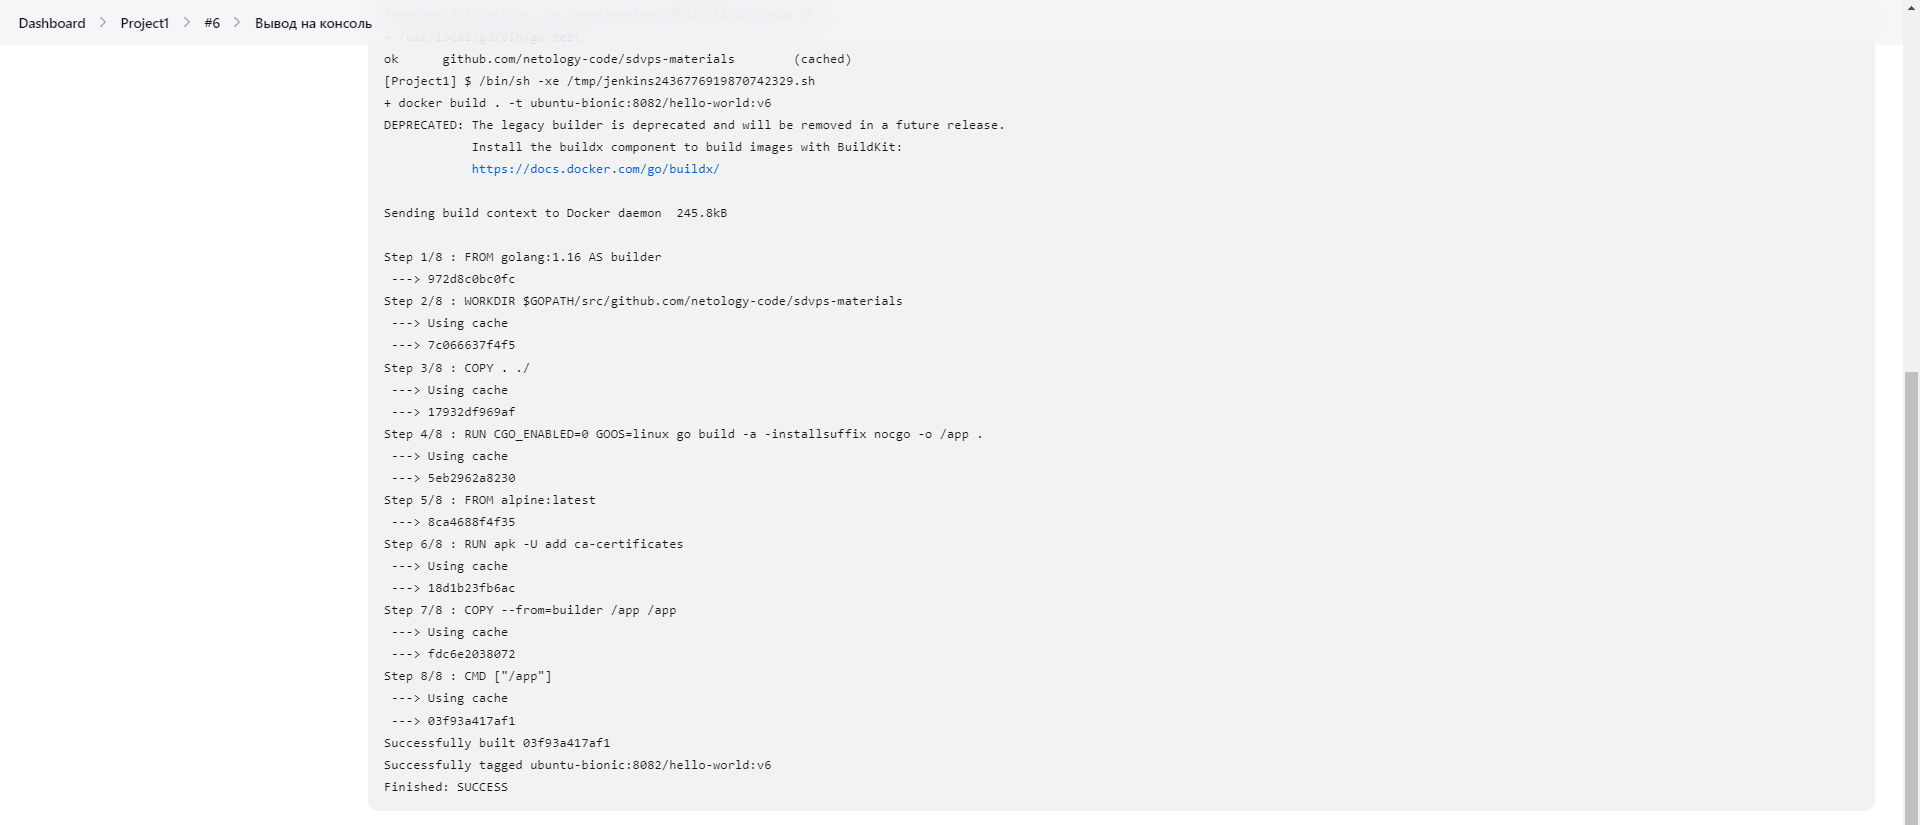 Dashboard > Project1 > #6 > Вывод на консоль
+ /usr/local/go/bin/go test .
ok github.com/netology-code/sdvps-materials (cached)
[Project1] $ /bin/sh -xe /tmp/jenkins2436776919870742329.sh
+ docker build . -t ubuntu-bionic:8082/hello-world:v6
DEPRECATED: The legacy builder is deprecated and will be removed in a future release.
Install the buildx component to build images with BuildKit:
https://docs.docker.com/go/buildx/
Sending build context to Docker daemon 245.8kB
Step 1/8 : FROM golang:1.16 AS builder
---> 972d8c0bc0fc
Step 2/8 : WORKDIR $GOPATH/src/github.com/netology-code/sdvps-materials
---> Using cache
---> 7c066637f4f5
Step 3/8 : COPY . ./
---> Using cache
---> 17932df969af
Step 4/8 : RUN CGO_ENABLED=0 GOOS=linux go build -a -installsuffix nocgo -o /app .
---> Using cache
---> 5eb2962a8230
Step 5/8 : FROM alpine:latest
---> 8ca4688f4f35
Step 6/8 : RUN apk -U add ca-certificates
---> Using cache
---> 18d1b23fb6ac
Step 7/8 : COPY --from=builder /app /app
---> Using cache
---> fdc6e2038072
Step 8/8 : CMD ["/app"]
---> Using cache
---> 03f93a417af1
Successfully built 03f93a417af1
Successfully tagged ubuntu-bionic:8082/hello-world:v6
Finished: SUCCESS